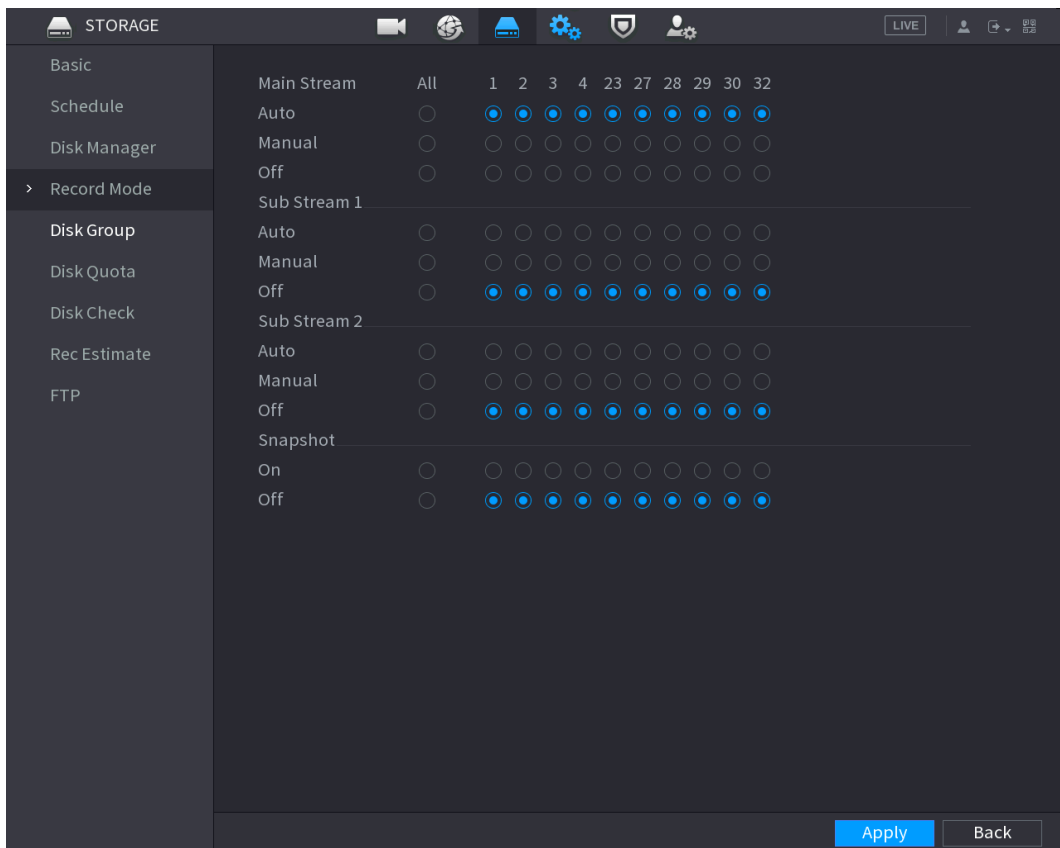 STORAGE LIVE
Basic
Schedule
Disk Manager
Record Mode
Disk Group
Disk Quota
Disk Check
Rec Estimate
FTP
Main Stream All 1 2 3 4 23 27 28 29 30 32
Auto
Manual
Off
Sub Stream 1
Auto
Manual
Off
Sub Stream 2
Auto
Manual
Off
Snapshot
On
Off
Apply Back